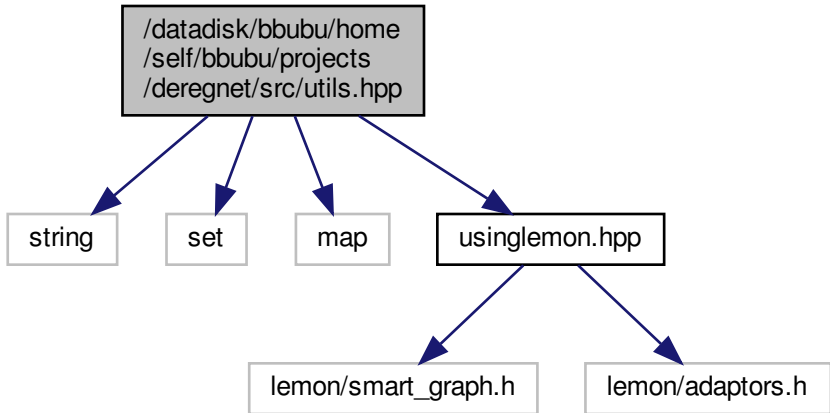 /datadisk/bbubu/home
/self/bbubu/projects
/deregnet/src/utils.hpp
string
set
map
usinglemon.hpp
lemon/smart_graph.h
lemon/adaptors.h